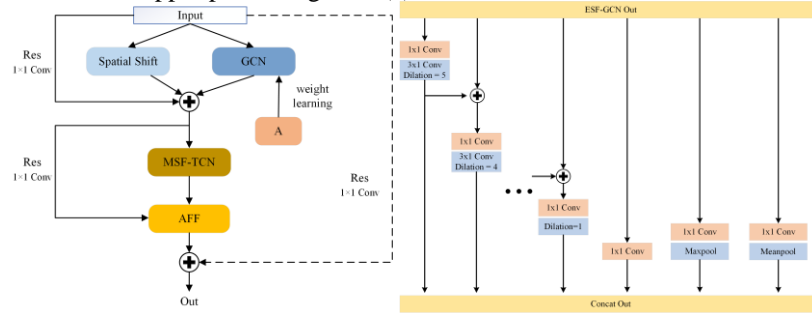 Input
Res
1×1 Conv
Spatial Shift
GCN
weight
learning
A
Res
1×1 Conv
MSF-TCN
AFF
Res
1×1 Conv
Out
ESF-GCN Out
1x1 Conv
3x1 Conv
Dilation = 5
1x1 Conv
3x1 Conv
Dilation = 4
1x1 Conv
Dilation=1
1x1 Conv
1x1 Conv
Maxpool
1x1 Conv
Meanpool
Concat Out